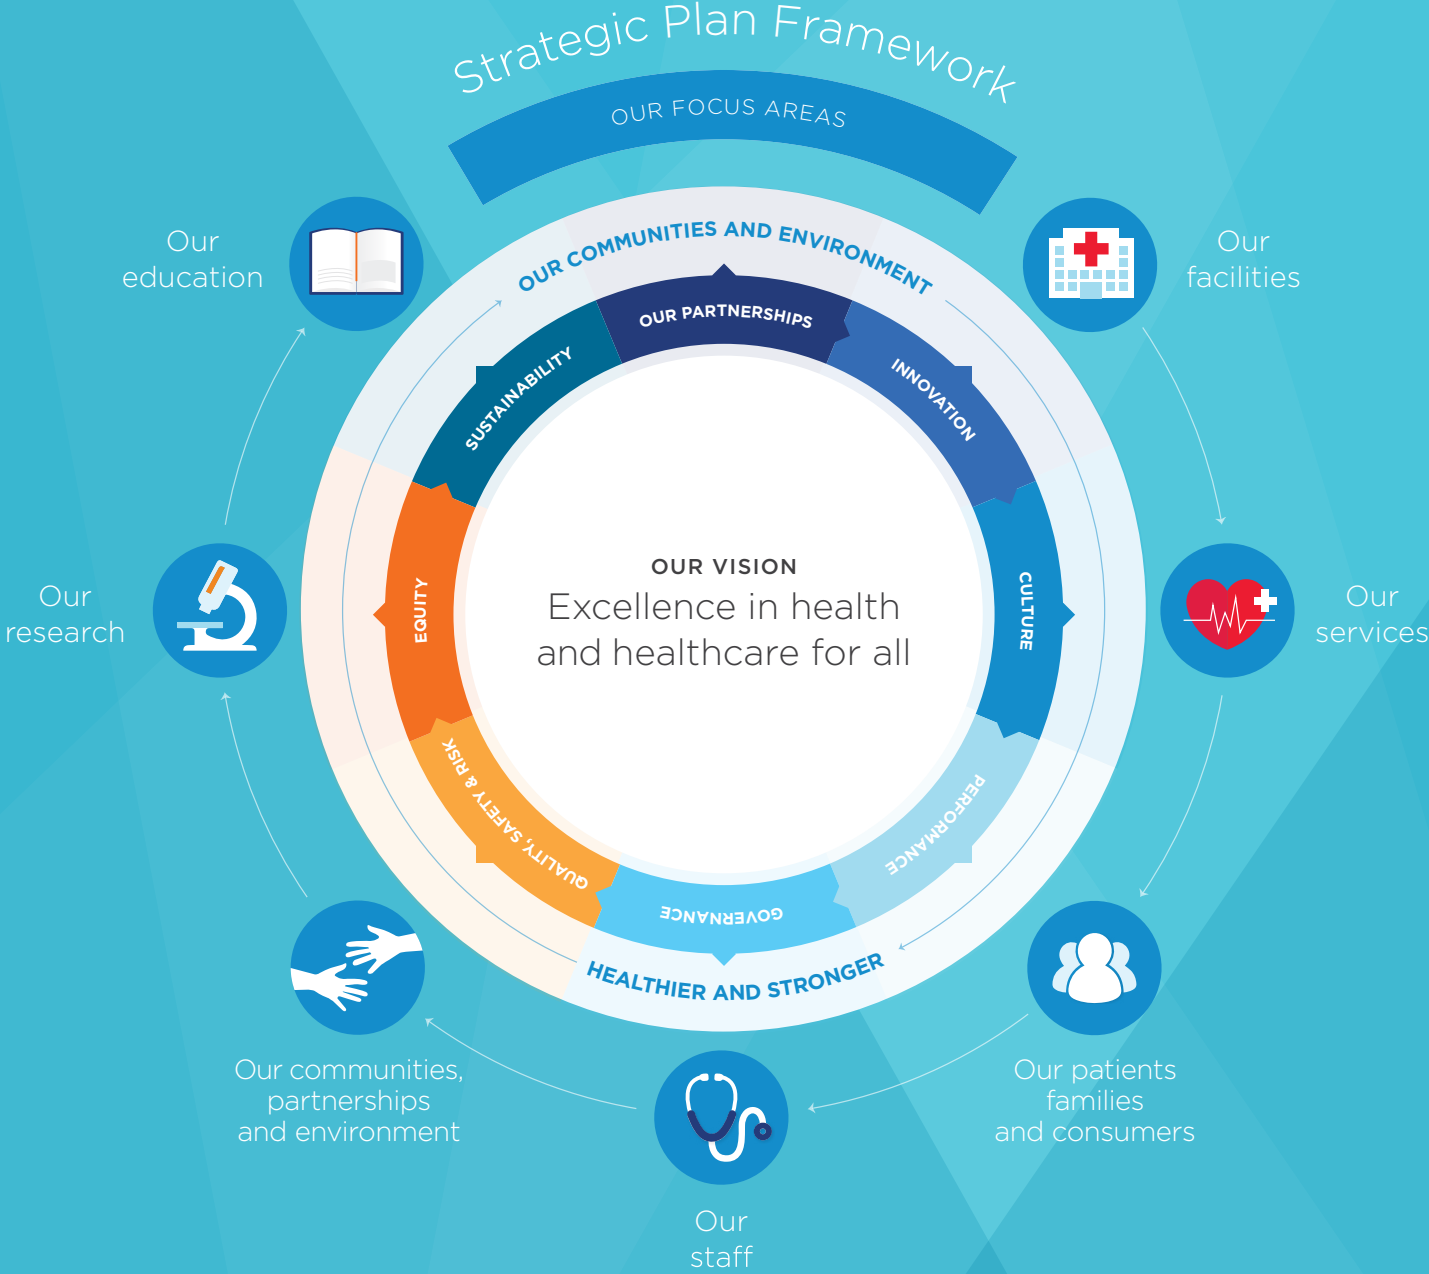 Strategic Plan Framework
OUR FOCUS AREAS
OUR COMMUNITIES AND ENVIRONMENT
OUR PARTNERSHIPS
INNOVATION
CULTURE
PERFORMANCE
GOVERNANCE
QUALITY, SAFETY & RISK
EQUITY
SUSTAINABILITY
HEALTHIER AND STRONGER
OUR VISION
Excellence in health
and healthcare for all
Our
facilities
Our
services
Our patients
families
and consumers
Our
staff
Our communities,
partnerships
and environment
Our
research
Our
education